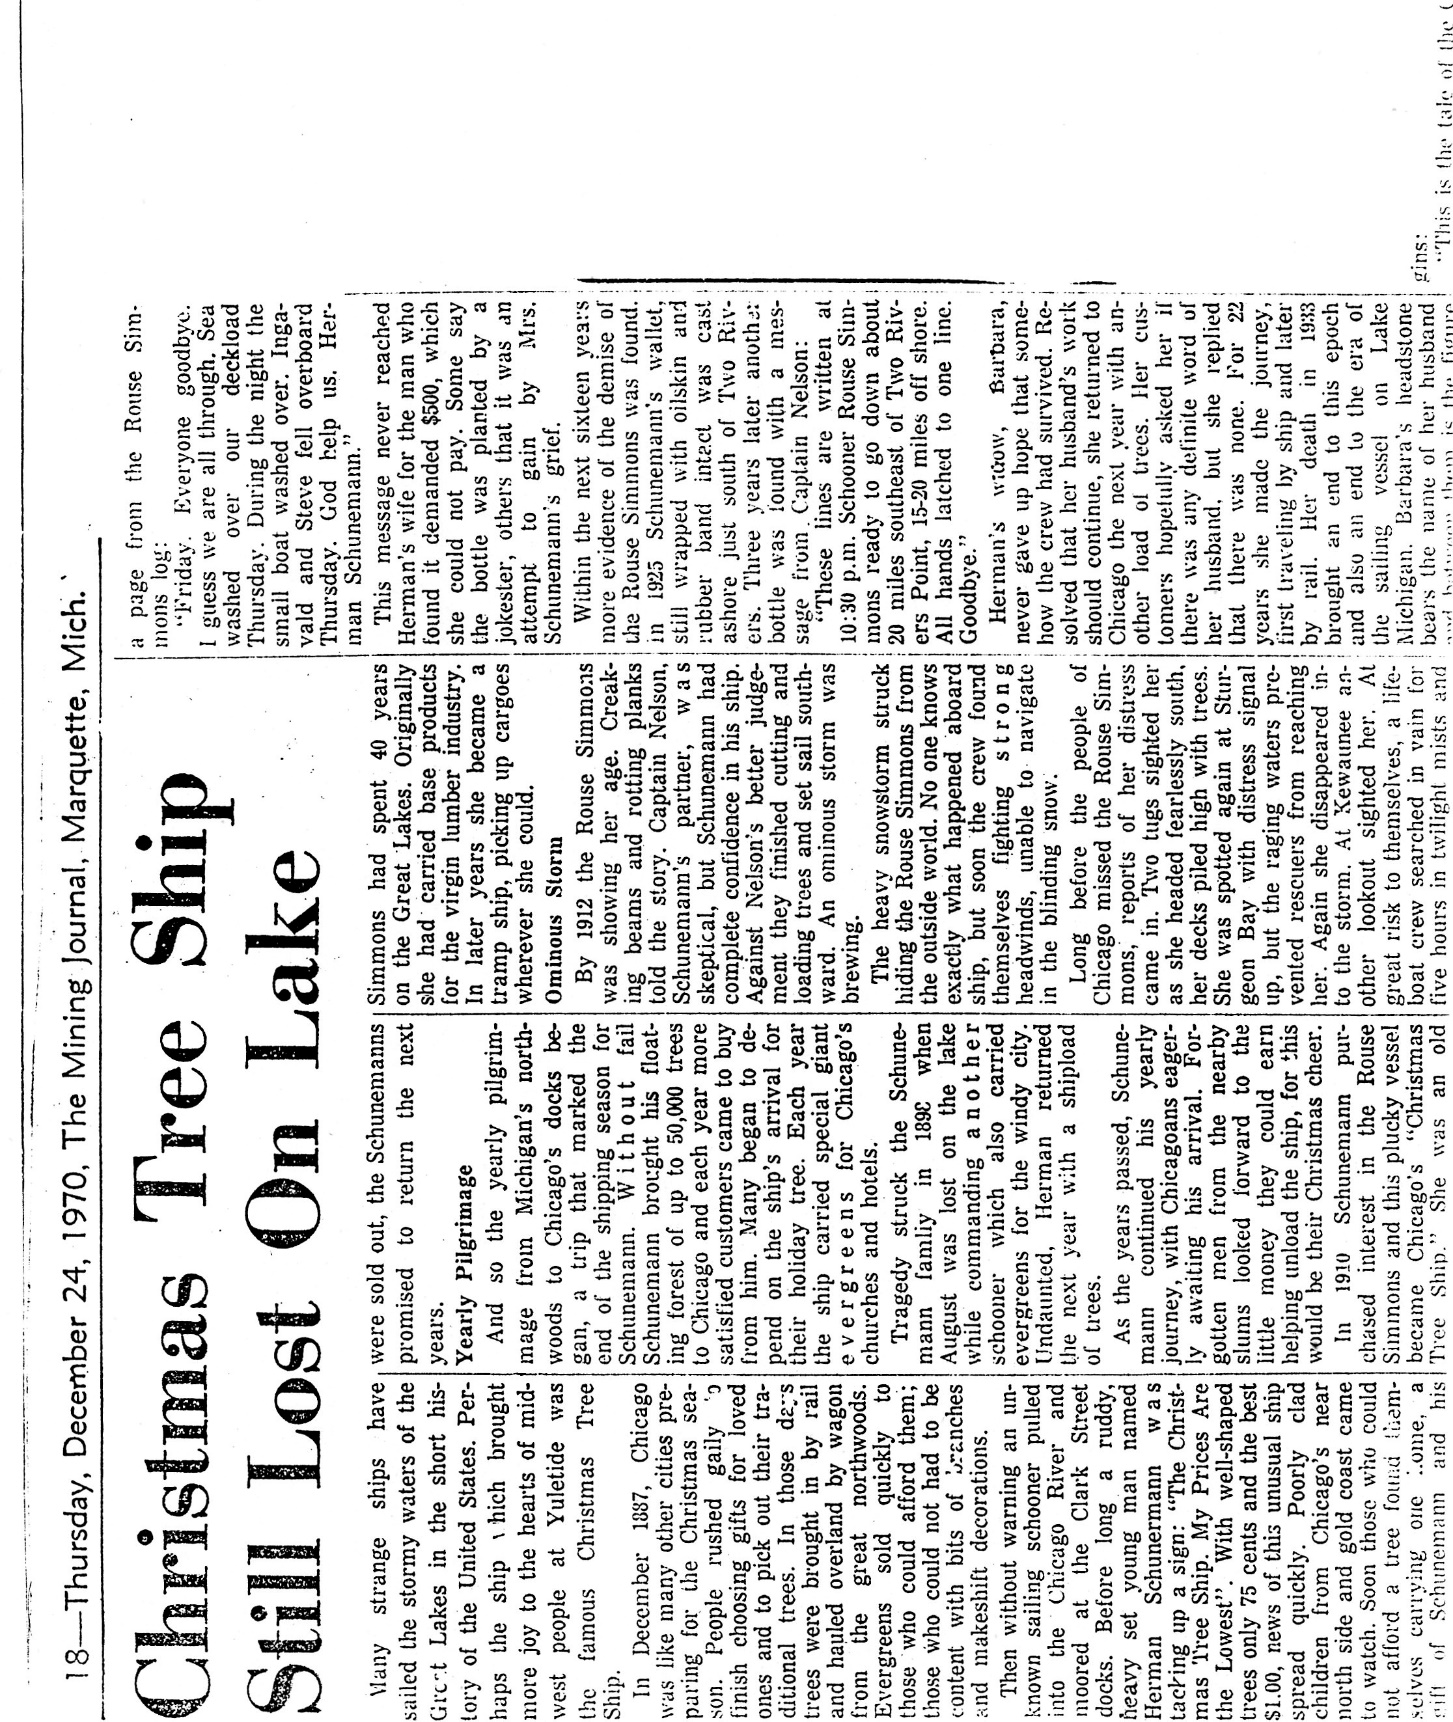 18—Thursday, December 24, 1970, The Mining Journal, Marquette, Mich.
Christmas Tree Ship
Still Lost On Lake
Many strange ships have
sailed the stormy waters of the
Great Lakes in the short his-
tory of the United States. Per-
haps the ship which brought
more joy to the hearts of mid-
west people at Yuletide was
the famous Christmas Tree
Ship.
In December 1887, Chicago
was like many other cities pre-
paring for the Christmas sea-
son. People rushed gaily to
finish choosing gifts for loved
ones and to pick out their tra-
ditional trees. In those days
trees were brought in by rail
and hauled overland by wagon
from the great northwoods.
Evergreens sold quickly to
those who could afford them;
those who could not had to be
content with bits of branches
and makeshift decorations.
Then without warning an un-
known sailing schooner pulled
into the Chicago River and
moored at the Clark Street
docks. Before long a ruddy,
heavy set young man named
Herman Schunermann was
tacking up a sign: "The Christ-
mas Tree Ship. My Prices Are
the Lowest". With well-shaped
trees only 75 cents and the best
$1.00, news of this unusual ship
spread quickly. Poorly clad
children from Chicago's near
north side and gold coast came
to watch. Soon those who could
not afford a tree found them-
selves carrying one home, a
gift of Schunemann and his
were sold out, the Schunemanns
promised to return the next
years.
Yearly Pilgrimage
And so the yearly pilgrim-
mage from Michigan's north-
woods to Chicago's docks be-
gan, a trip that marked the
end of the shipping season for
Schunemann. Without fail
Schunemann brought his float-
ing forest of up to 50,000 trees
to Chicago and each year more
satisfied customers came to buy
from him. Many began to de-
pend on the ship's arrival for
their holiday tree. Each year
the ship carried special giant
evergreens for Chicago's
churches and hotels.
Tragedy struck the Schune-
mann family in 189 when
August was lost on the lake
while commanding another
schooner which also carried
evergreens for the windy city.
Undaunted, Herman returned
the next year with a shipload
of trees.
As the years passed, Schune-
mann continued his yearly
journey, with Chicagoans eager-
ly awaiting his arrival. For-
gotten men from the nearby
slums looked forward to the
little money they could earn
helping unload the ship, for this
would be their Christmas cheer.
In 1910 Schunemann pur-
chased interest in the Rouse
Simmons and this plucky vessel
became Chicago's "Christmas
Tree Ship." She was an old
Simmons had spent 40 years
on the Great Lakes. Originally
she had carried base products
for the virgin lumber industry.
In later years she became a
tramp ship, picking up cargoes
wherever she could.
Ominous Storm
By 1912 the Rouse Simmons
was showing her age. Creak-
ing beams and rotting planks
told the story. Captain Nelson,
Schunemann's partner, was
skeptical, but Schunemann had
complete confidence in his ship.
Against Nelson's better judge-
ment they finished cutting and
loading trees and set sail south-
ward. An ominous storm was
brewing.
The heavy snowstorm struck
hiding the Rouse Simmons from
the outside world. No one knows
exactly what happened aboard
ship, but soon the crew found
themselves fighting strong
headwinds, unable to navigate
in the blinding snow.
Long before the people of
Chicago missed the Rouse Sim-
mons, reports of her distress
came in. Two tugs sighted her
as she headed fearlessly south,
her decks piled high with trees.
She was spotted again at Stur-
geon Bay with distress signal
up, but the raging waters pre-
vented rescuers from reaching
her. Again she disappeared in-
to the storm. At Kewaunee an-
other lookout sighted her. At
great risk to themselves, a life-
boat crew searched in vain for
five hours in twilight mists and
a page from the Rouse Sim-
mons log:
"Friday. Everyone goodbye.
I guess we are all through. Sea
washed over our deckload
Thursday. During the night the
small boat washed over. Inga-
vald and Steve fell overboard
Thursday. God help us. Her-
man Schunemann."
This message never reached
Herman's wife for the man who
found it demanded $500, which
she could not pay. Some say
the bottle was planted by a
jokester, others that it was an
attempt to gain by Mrs.
Schunemann's grief.
Within the next sixteen years
more evidence of the demise of
the Rouse Simmons was found.
in 1925 Schunemann's wallet,
still wrapped with oilskin and
rubber band intact was cast
ashore just south of Two Riv-
ers. Three years later another
bottle was found with a mes-
sage from Captain Nelson:
"These lines are written at
10:30 p.m. Schooner Rouse Sim-
mons ready to go down about
20 miles southeast of Two Riv-
ers Point, 15-20 miles off shore.
All hands latched to one line.
Goodbye."
Herman's widow, Barbara,
never gave up hope that some-
how the crew had survived. Re-
solved that her husband's work
should continue, she returned to
Chicago the next year with an-
other load of trees. Her cus-
tomers hopefully asked her if
there was any definite word of
her husband, but she replied
that there was none. For 22
years she made the journey,
first traveling by ship and later
by rail. Her death in 1933
brought an end to this epoch
and also an end to the era of
the sailing vessel on Lake
Michigan. Barbara's headstone
bears the name of her husband
gins:
"This is the tale of the